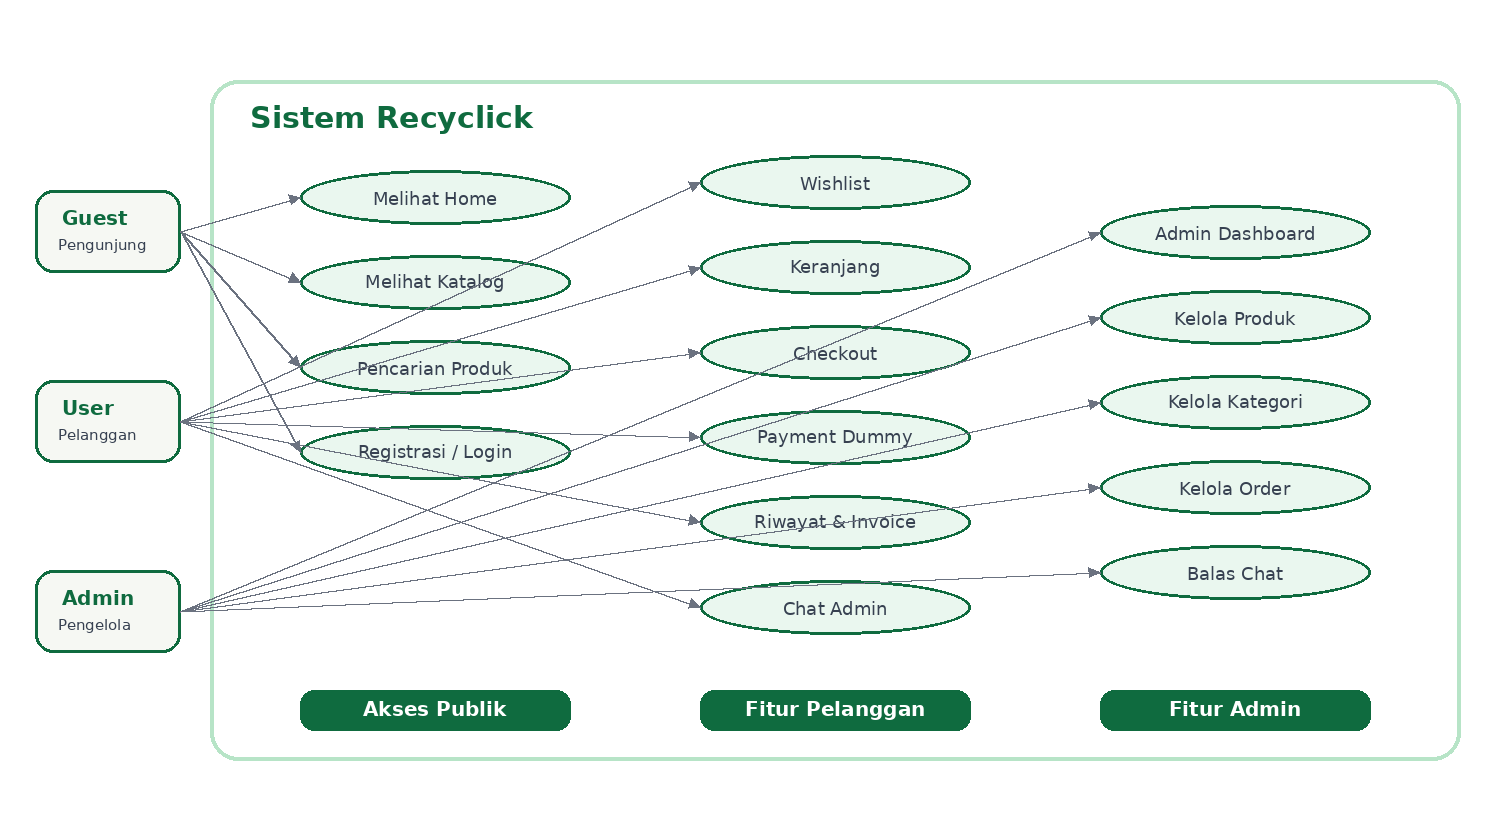 Sistem Recyclick
Guest
Pengunjung
User
Pelanggan
Admin
Pengelola
Melihat Home
Melihat Katalog
Pencarian Produk
Registrasi / Login
Akses Publik
Wishlist
Keranjang
Checkout
Payment Dummy
Riwayat & Invoice
Chat Admin
Fitur Pelanggan
Admin Dashboard
Kelola Produk
Kelola Kategori
Kelola Order
Balas Chat
Fitur Admin